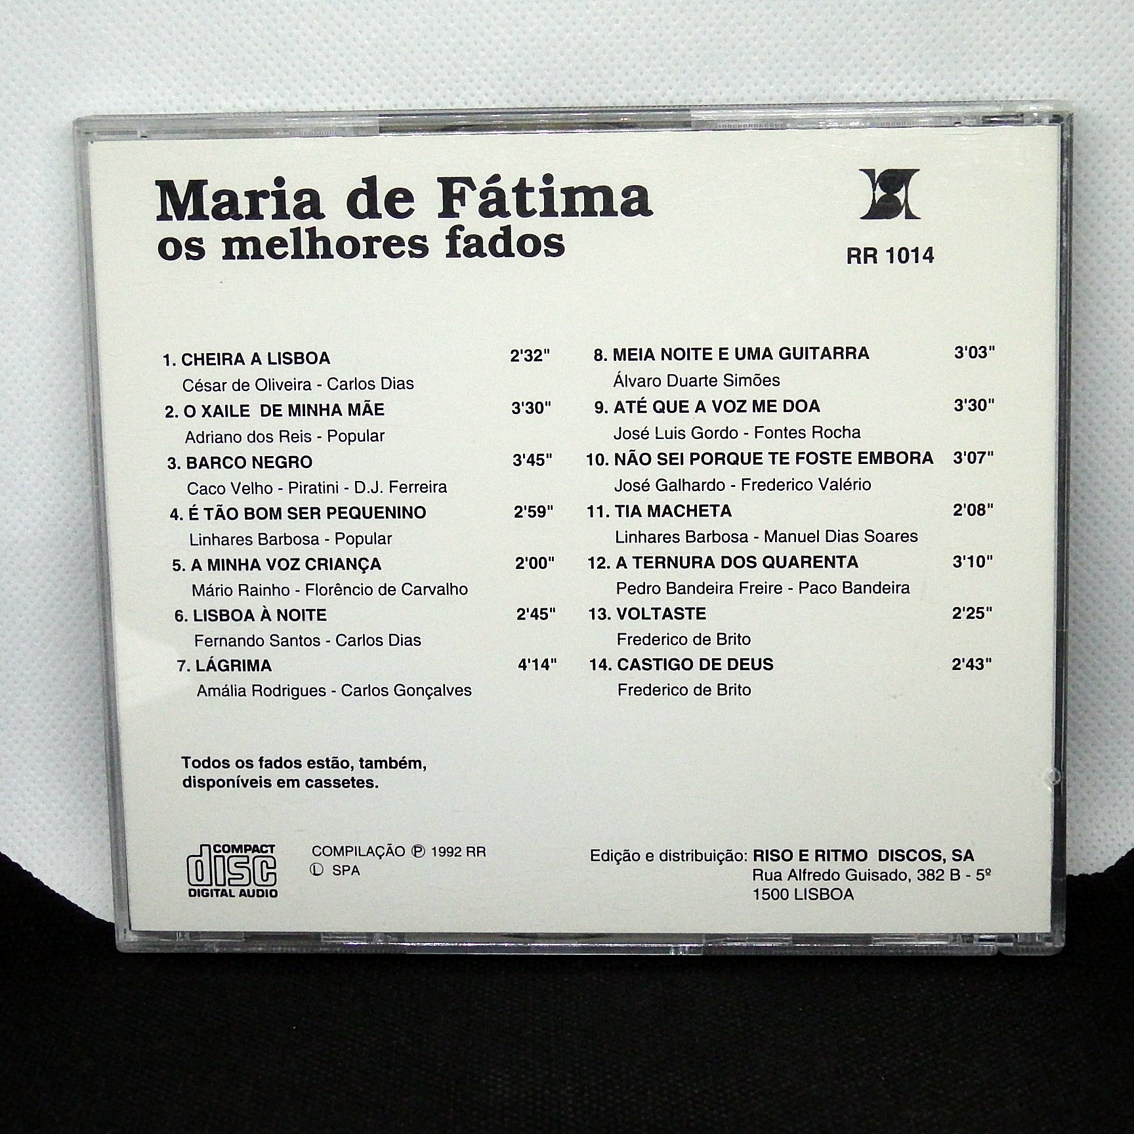 Maria de Fátima
os melhores fados
RR 1014
1. CHEIRA A LISBOA 2'32"
César de Oliveira - Carlos Dias
2. O XAILE DE MINHA MÃE 3'30"
Adriano dos Reis - Popular
3. BARCO NEGRO 3'45"
Caco Velho - Piratini - D.J. Ferreira
4. É TÃO BOM SER PEQUENINO 2'59"
Linhares Barbosa - Popular
5. A MINHA VOZ CRIANÇA 2'00"
Mário Rainho - Florêncio de Carvalho
6. LISBOA À NOITE 2'45"
Fernando Santos - Carlos Dias
7. LÁGRIMA 4'14"
Amália Rodrigues - Carlos Gonçalves
8. MEIA NOITE E UMA GUITARRA 3'03"
Álvaro Duarte Simões
9. ATÉ QUE A VOZ ME DOA 3'30"
José Luis Gordo - Fontes Rocha
10. NÃO SEI PORQUE TE FOSTE EMBORA 3'07"
José Galhardo - Frederico Valério
11. TIA MACHETA 2'08"
Linhares Barbosa - Manuel Dias Soares
12. A TERNURA DOS QUARENTA 3'10"
Pedro Bandeira Freire - Paco Bandeira
13. VOLTASTE 2'25"
Frederico de Brito
14. CASTIGO DE DEUS 2'43"
Frederico de Brito
Todos os fados estão, também,
disponíveis em cassetes.
COMPACT
disc
DIGITAL AUDIO
COMPILAÇÃO Ⓟ 1992 RR
Ⓛ SPA
Edição e distribuição: RISO E RITMO DISCOS, SA
Rua Alfredo Guisado, 382 B - 5º
1500 LISBOA